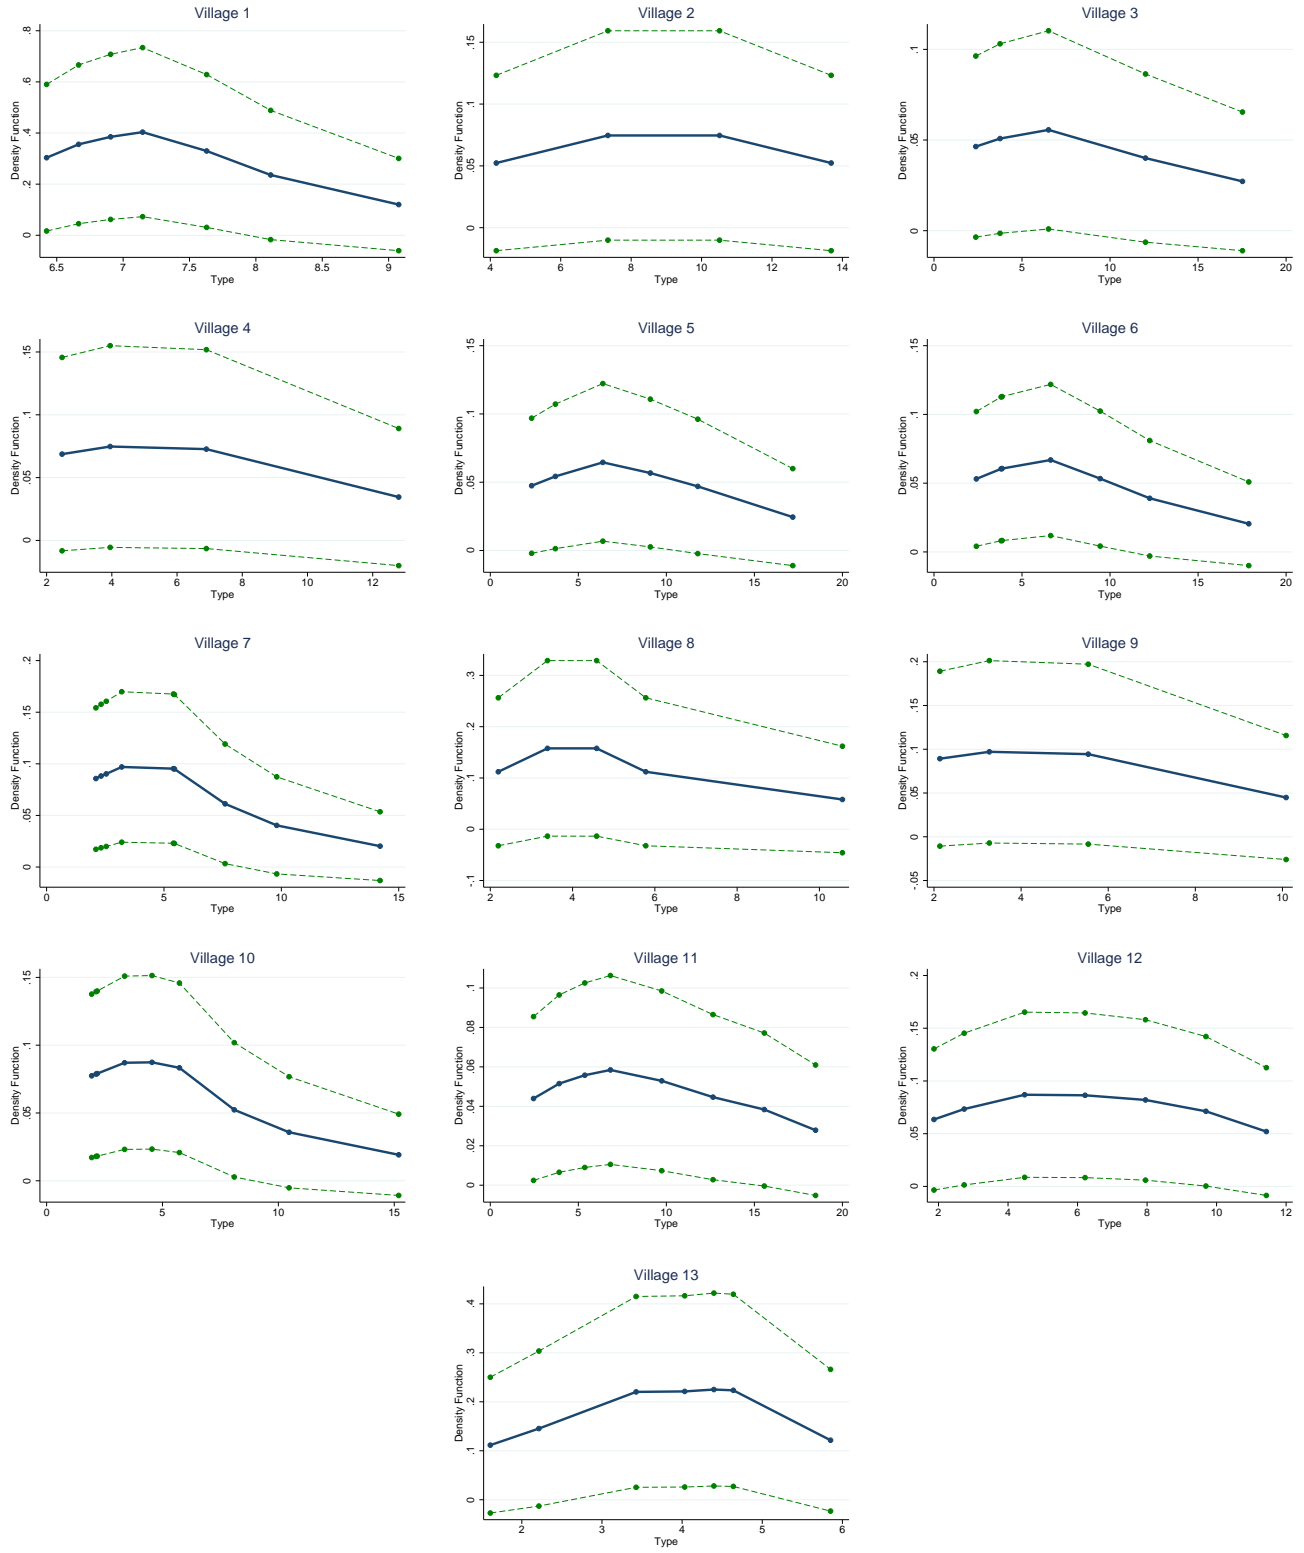 Village 1
Density Function
0 .2 .4 .6 .8
6.5 7 7.5 8 8.5 9
Type
Village 2
Density Function
0 .05 .1 .15
4 6 8 10 12 14
Type
Village 3
Density Function
0 .05 .1
0 5 10 15 20
Type
Village 4
Density Function
0 .05 .1 .15
2 4 6 8 10 12
Type
Village 5
Density Function
0 .05 .1 .15
0 5 10 15 20
Type
Village 6
Density Function
0 .05 .1 .15
0 5 10 15 20
Type
Village 7
Density Function
0 .05 .1 .15 .2
0 5 10 15
Type
Village 8
Density Function
-.1 0 .1 .2 .3
2 4 6 8 10
Type
Village 9
Density Function
-.05 0 .05 .1 .15 .2
2 4 6 8 10
Type
Village 10
Density Function
0 .05 .1 .15
0 5 10 15
Type
Village 11
Density Function
0 .02 .04 .06 .08 .1
0 5 10 15 20
Type
Village 12
Density Function
0 .05 .1 .15 .2
2 4 6 8 10 12
Type
Village 13
Density Function
0 .1 .2 .3 .4
2 3 4 5 6
Type